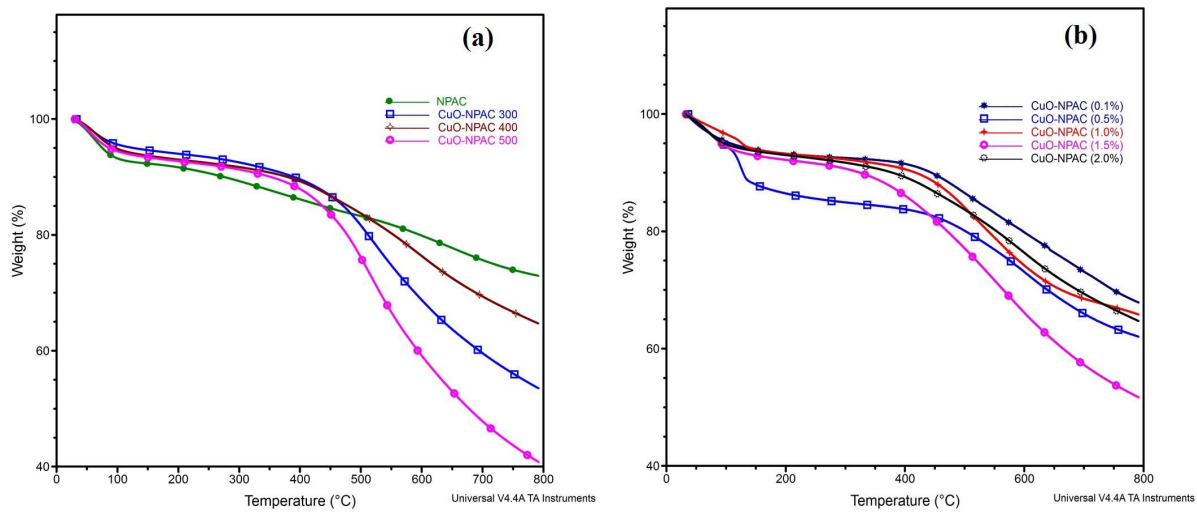 (a)
NPAC
CuO-NPAC 300
CuO-NPAC 400
CuO-NPAC 500
Weight (%)
100
80
60
40
0 100 200 300 400 500 600 700 800
Temperature (°C)
Universal V4.4A TA Instruments
(b)
CuO-NPAC (0.1%)
CuO-NPAC (0.5%)
CuO-NPAC (1.0%)
CuO-NPAC (1.5%)
CuO-NPAC (2.0%)
Weight (%)
100
80
60
40
0 200 400 600 800
Temperature (°C)
Universal V4.4A TA Instruments